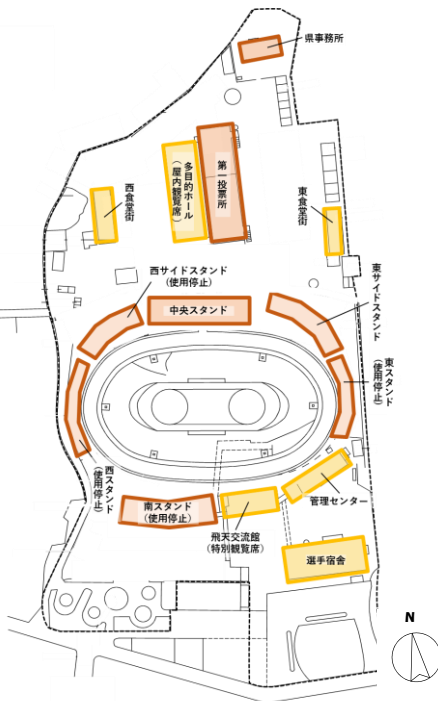 県事務所
第一投票所
多目的ホール
(屋内観覧席)
西食堂街
東食堂街
西サイドスタンド
(使用停止)
中央スタンド
東サイドスタンド
東スタンド
(使用停止)
西スタンド
(使用停止)
南スタンド
(使用停止)
飛天交流館
(特別観覧席)
管理センター
選手宿舎
N